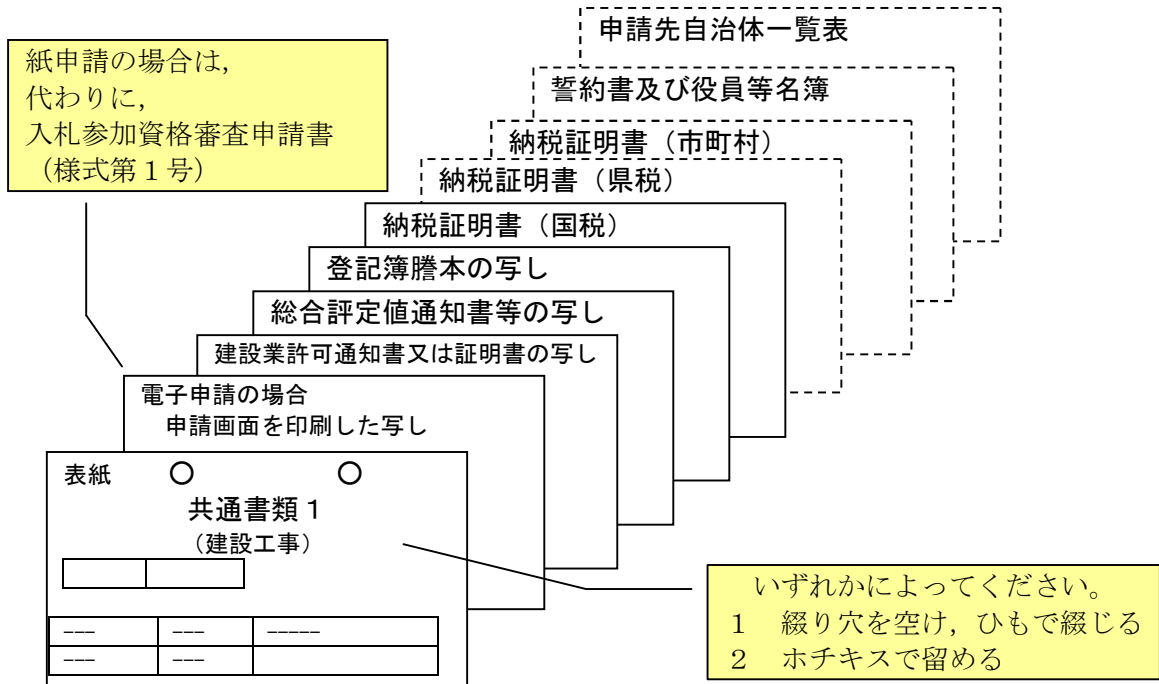 申請先自治体一覧表
誓約書及び役員等名簿
納税証明書（市町村）
納税証明書（県税）
納税証明書（国税）
登記簿謄本の写し
総合評定値通知書等の写し
建設業許可通知書又は証明書の写し
電子申請の場合
申請画面を印刷した写し
表紙 ○ ○
共通書類１
（建設工事）
--- --- -----
--- ---
紙申請の場合は，
代わりに，
入札参加資格審査申請書
（様式第１号）
いずれかによってください。
１ 綴り穴を空け，ひもで綴じる
２ ホチキスで留める